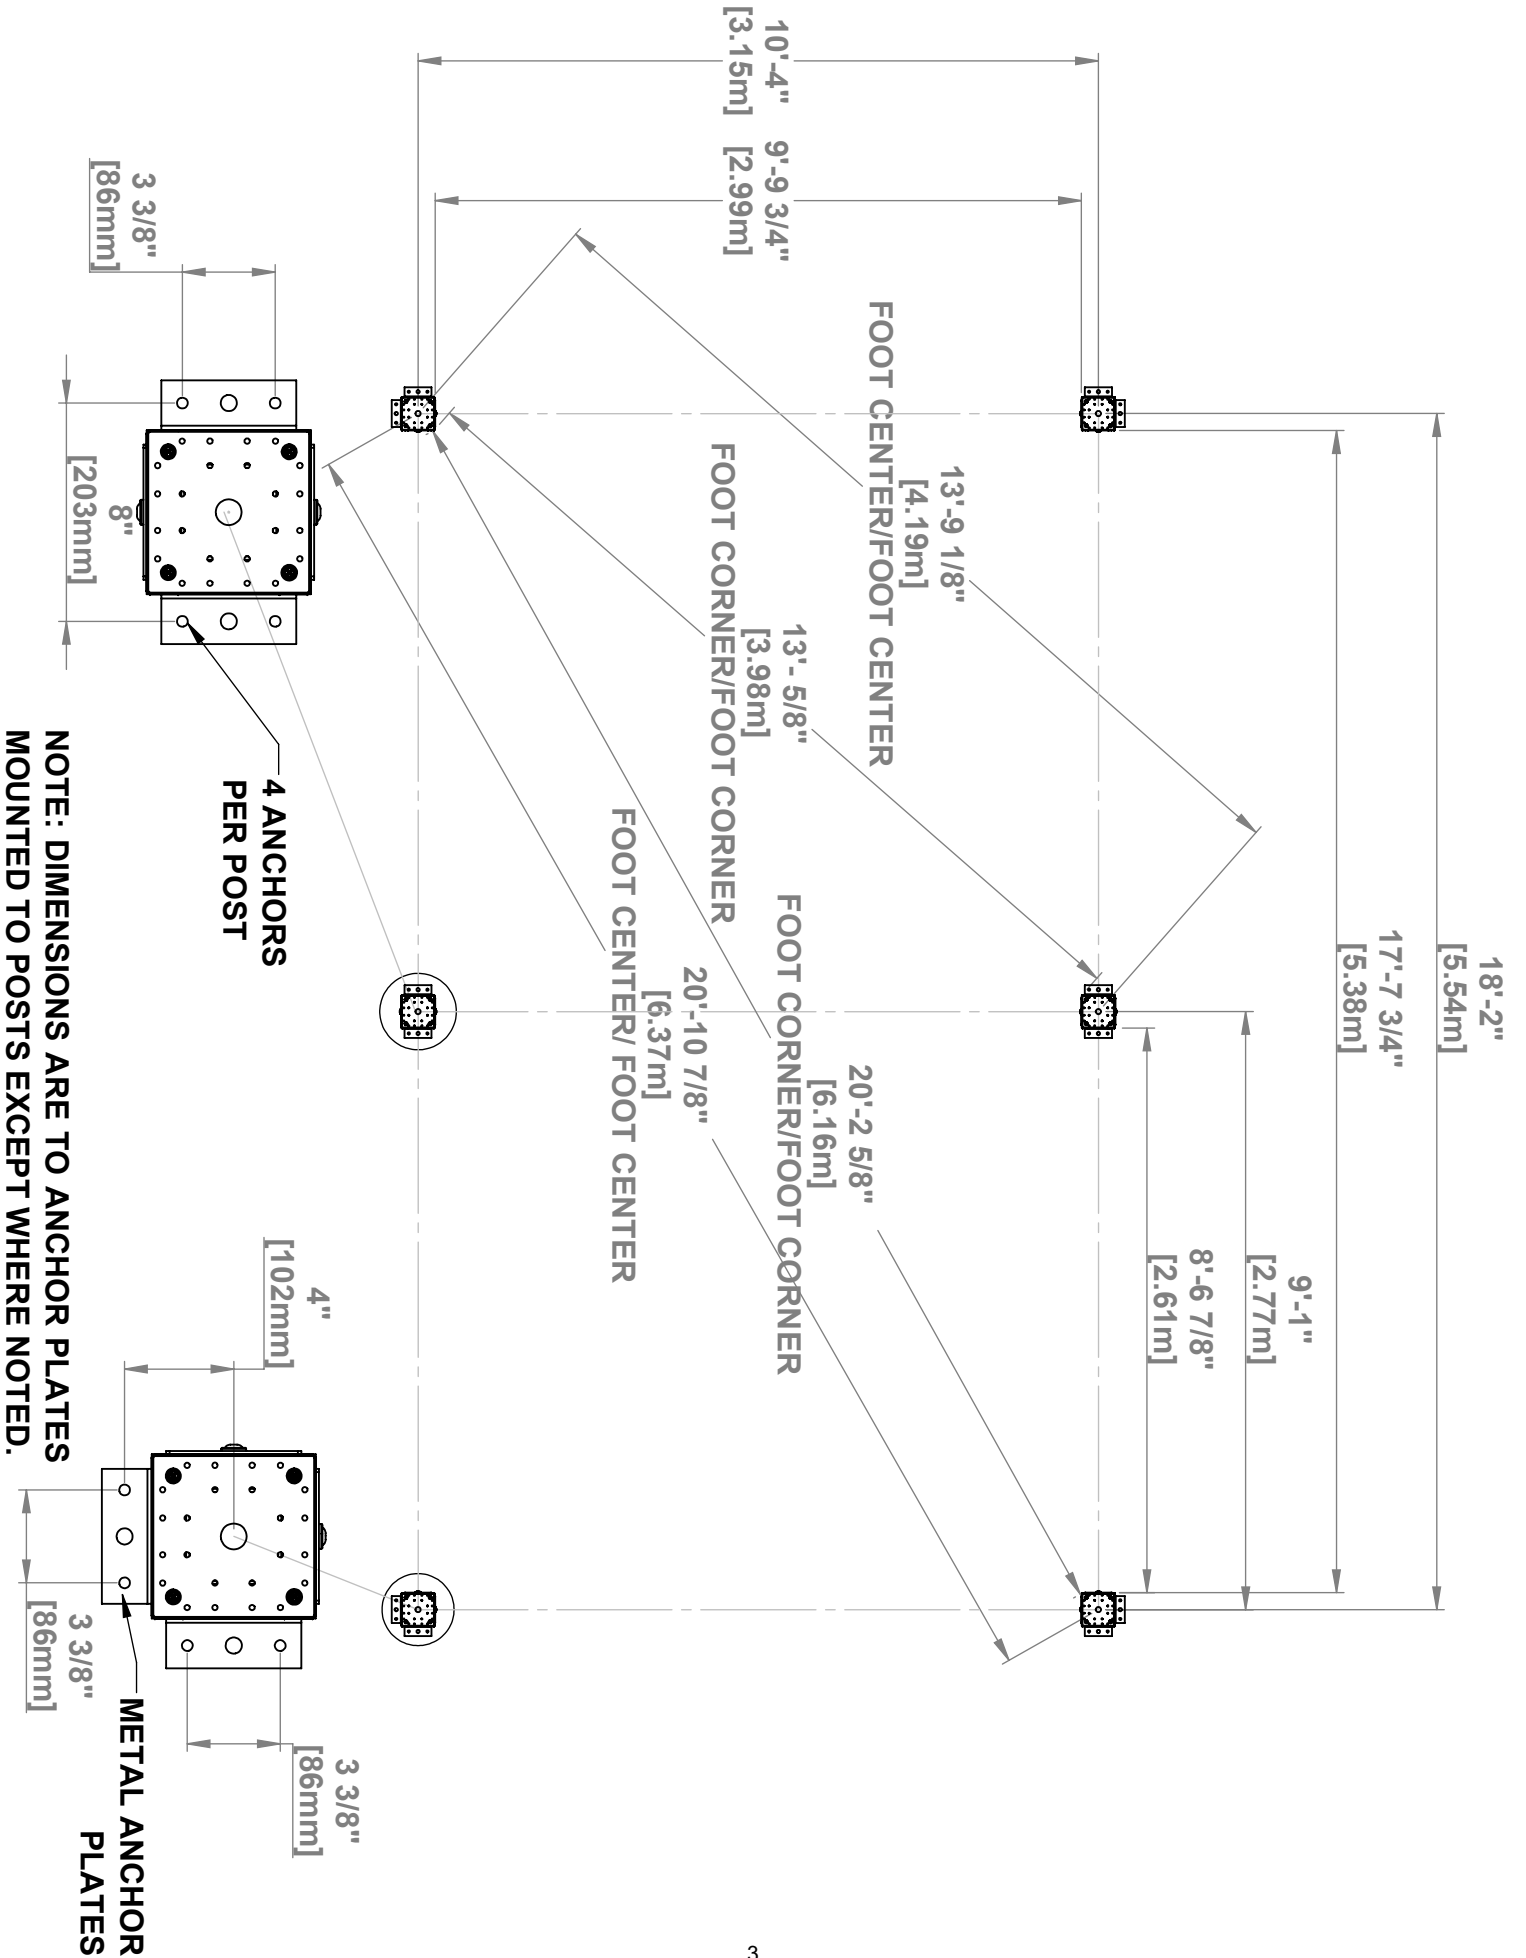 18'-2"
[5.54m]
17'-7 3/4"
[5.38m]
9'-1"
[2.77m]
8'-6 7/8"
[2.61m]
10'-4"
[3.15m]
9'-9 3/4"
[2.99m]
FOOT CENTER/FOOT CENTER
13'-9 1/8"
[4.19m]
FOOT CORNER/FOOT CORNER
13'- 5/8"
[3.98m]
20'-2 5/8"
[6.16m]
FOOT CORNER/FOOT CORNER
20'-10 7/8"
[6.37m]
FOOT CENTER/ FOOT CENTER
3 3/8"
[86mm]
8"
[203mm]
4 ANCHORS
PER POST
4"
[102mm]
3 3/8"
[86mm]
3 3/8"
[86mm]
METAL ANCHOR
PLATES
NOTE: DIMENSIONS ARE TO ANCHOR PLATES
MOUNTED TO POSTS EXCEPT WHERE NOTED.
3